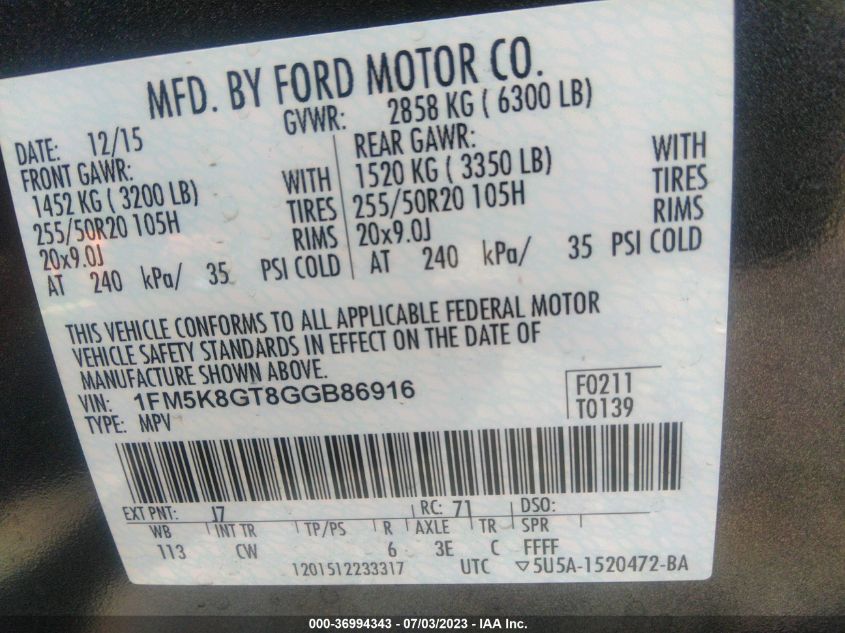 MFD. BY FORD MOTOR CO.
DATE: 12/15 GVWR: 2858 KG ( 6300 LB)
FRONT GAWR: REAR GAWR:
1452 KG ( 3200 LB) WITH 1520 KG ( 3350 LB) WITH
255/50R20 105H TIRES 255/50R20 105H TIRES
20x9.0J RIMS 20x9.0J RIMS
AT 240 kPa/ 35 PSI COLD AT 240 kPa/ 35 PSI COLD
THIS VEHICLE CONFORMS TO ALL APPLICABLE FEDERAL MOTOR
VEHICLE SAFETY STANDARDS IN EFFECT ON THE DATE OF
MANUFACTURE SHOWN ABOVE.
VIN: 1FM5K8GT8GGB86916 F0211
TYPE: MPV T0139
EXT PNT: J7 RC: 71 DSO:
WB INT TR TP/PS R AXLE TR SPR
113 CW 6 3E C FFFF
1201512233317 UTC ▽5U5A-1520472-BA
000-36994343 - 07/03/2023 - IAA Inc.